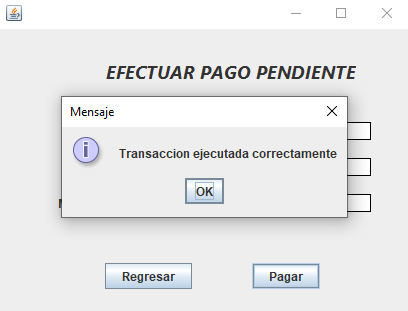 EFECTUAR PAGO PENDIENTE
Mensaje
Transaccion ejecutada correctamente
OK
Regresar
Pagar